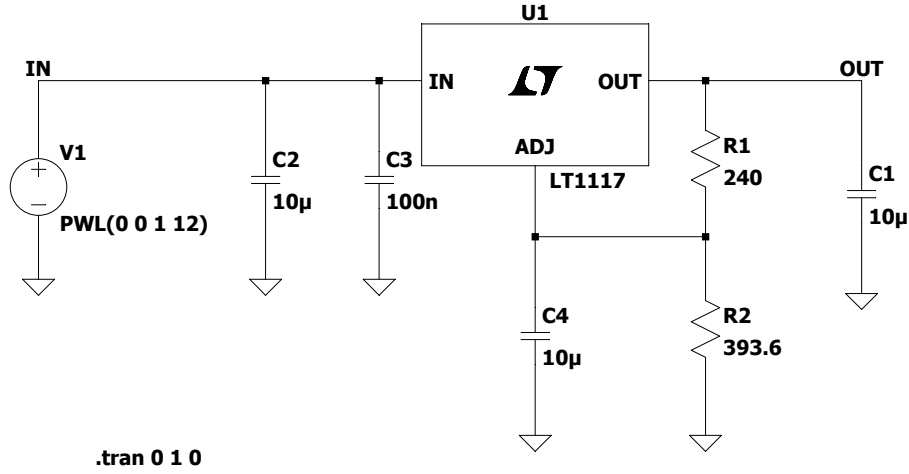 U1
IN
OUT
IN
OUT
ADJ
LT1117
V1
PWL(0 0 1 12)
C2
10µ
C3
100n
R1
240
C1
10µ
C4
10µ
R2
393.6
.tran 0 1 0